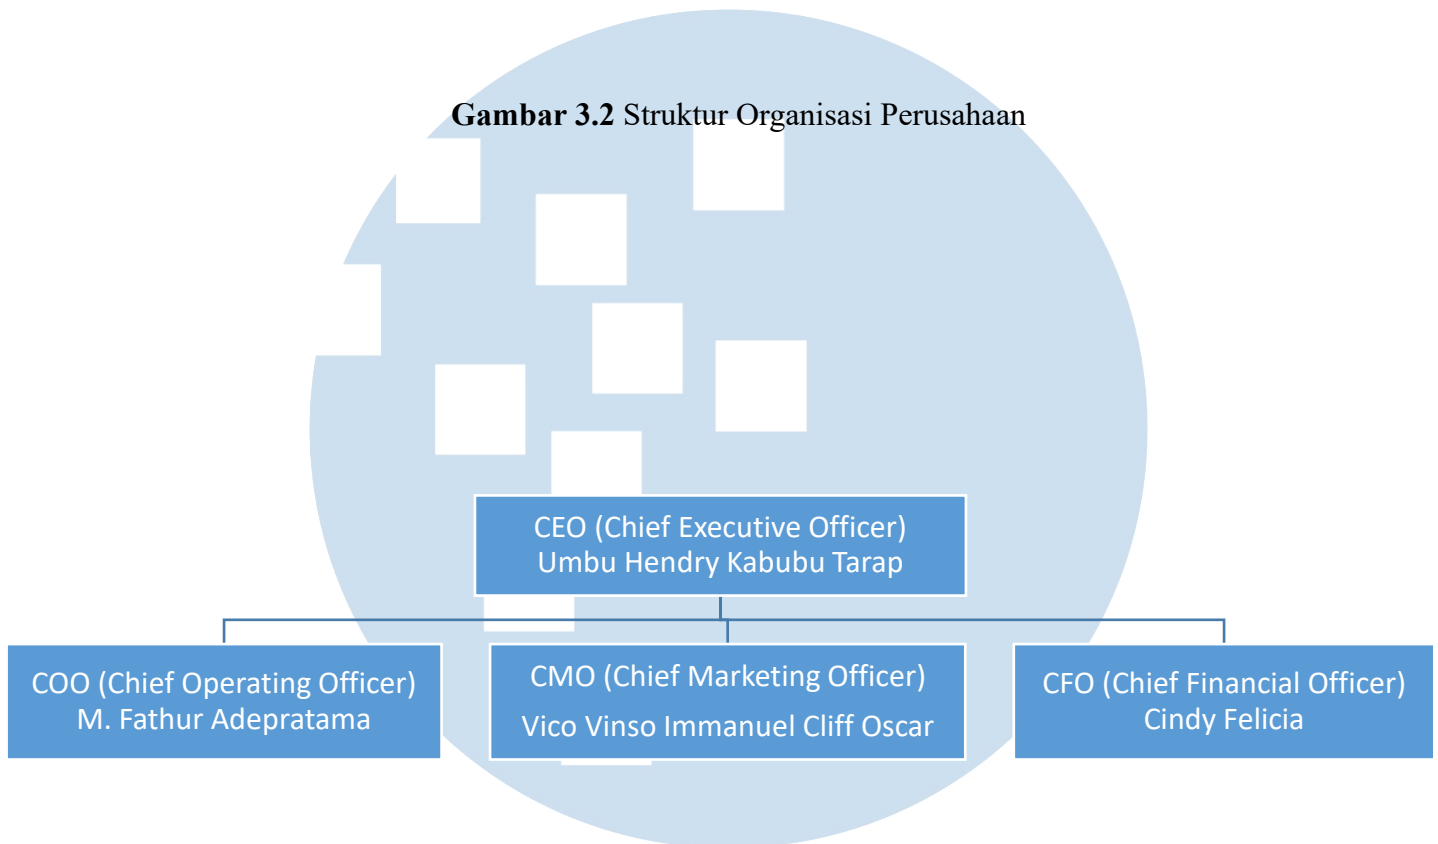 Gambar 3.2 Struktur Organisasi Perusahaan
CEO (Chief Executive Officer)
Umbu Hendry Kabubu Tarap
COO (Chief Operating Officer)
M. Fathur Adepratama
CMO (Chief Marketing Officer)
Vico Vinso Immanuel Cliff Oscar
CFO (Chief Financial Officer)
Cindy Felicia